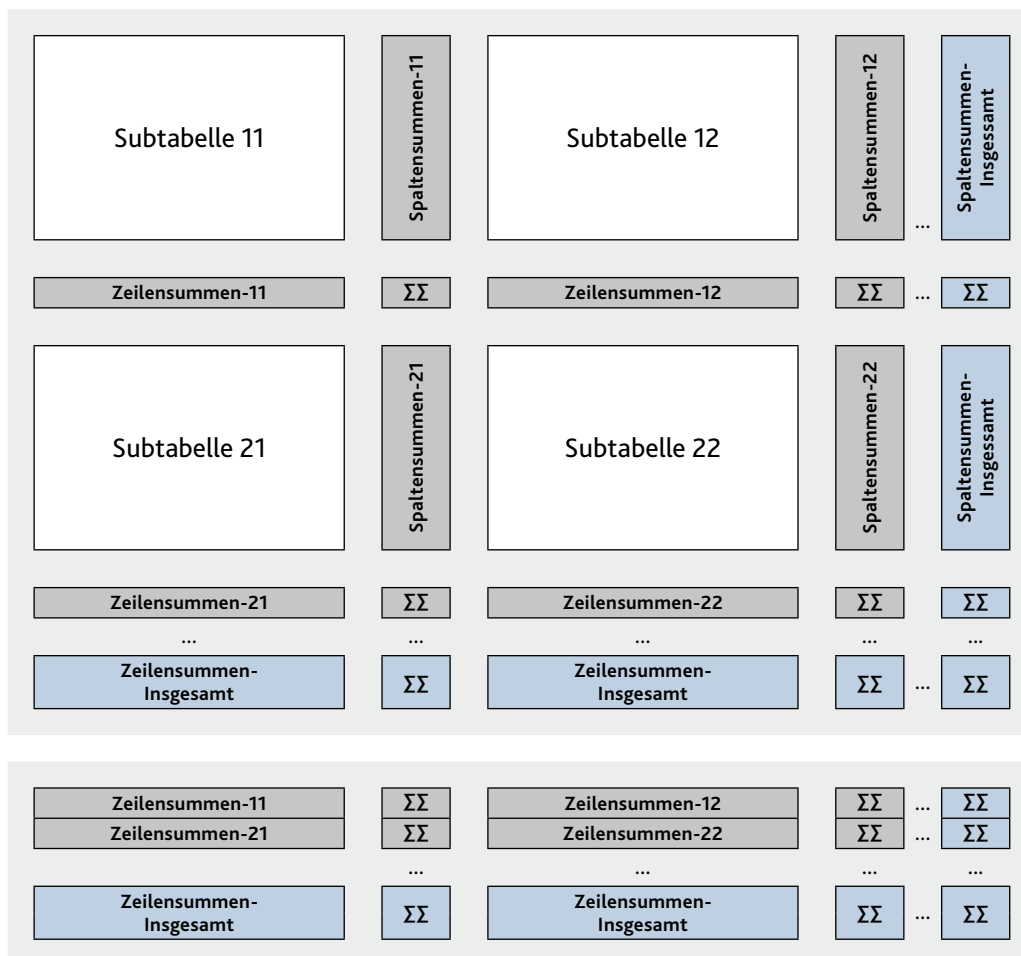 Subtabelle 11
Spaltensummen-11
Subtabelle 12
Spaltensummen-12
...
Spaltensummen-
Insgesamt
Zeilensummen-11
ΣΣ
Zeilensummen-12
ΣΣ
...
ΣΣ
Subtabelle 21
Spaltensummen-21
Subtabelle 22
Spaltensummen-22
Spaltensummen-
Insgesamt
Zeilensummen-21
ΣΣ
Zeilensummen-22
ΣΣ
ΣΣ
...
...
...
...
...
Zeilensummen-
Insgesamt
ΣΣ
Zeilensummen-
Insgesamt
ΣΣ
...
ΣΣ
Zeilensummen-11
ΣΣ
Zeilensummen-12
ΣΣ
...
ΣΣ
Zeilensummen-21
ΣΣ
Zeilensummen-22
ΣΣ
...
ΣΣ
...
...
...
...
Zeilensummen-
Insgesamt
ΣΣ
Zeilensummen-
Insgesamt
ΣΣ
...
ΣΣ